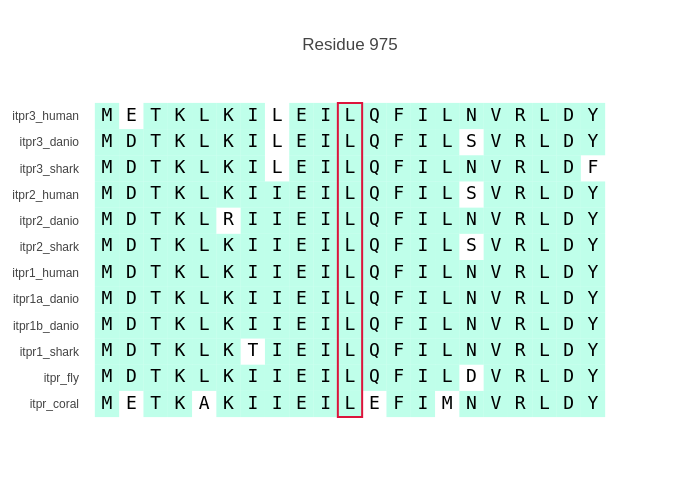 Residue 975
itpr3_human M E T K L K I L E I L Q F I L N V R L D Y
itpr3_danio M D T K L K I L E I L Q F I L S V R L D Y
itpr3_shark M D T K L K I L E I L Q F I L N V R L D F
itpr2_human M D T K L K I I E I L Q F I L S V R L D Y
itpr2_danio M D T K L R I I E I L Q F I L N V R L D Y
itpr2_shark M D T K L K I I E I L Q F I L S V R L D Y
itpr1_human M D T K L K I I E I L Q F I L N V R L D Y
itpr1a_danio M D T K L K I I E I L Q F I L N V R L D Y
itpr1b_danio M D T K L K I I E I L Q F I L N V R L D Y
itpr1_shark M D T K L K T I E I L Q F I L N V R L D Y
itpr_fly M D T K L K I I E I L Q F I L D V R L D Y
itpr_coral M E T K A K I I E I L E F I M N V R L D Y